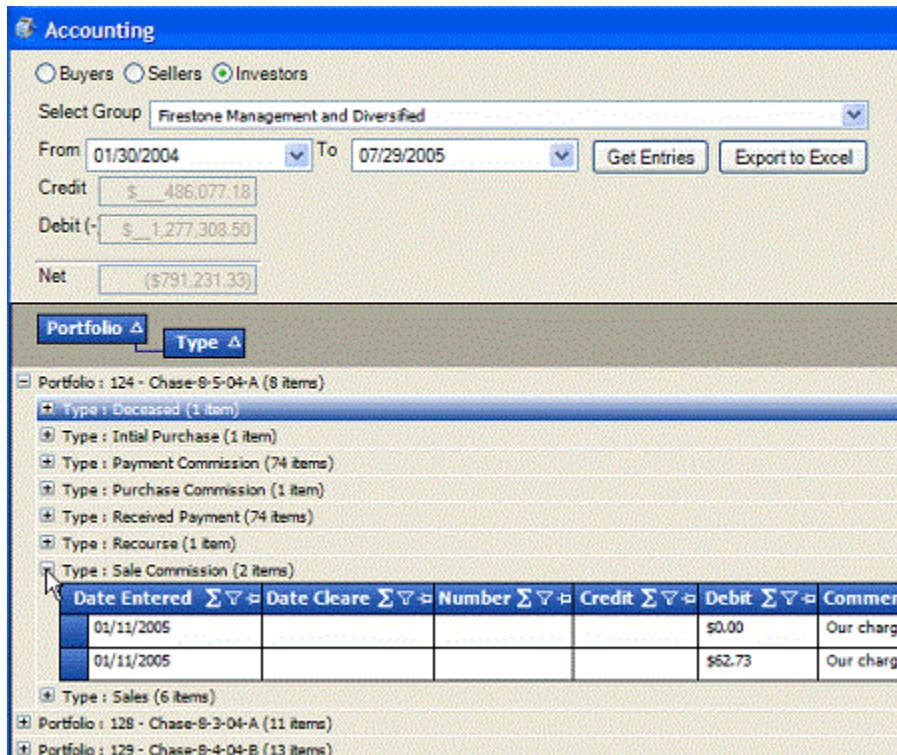 Accounting
Buyers Sellers Investors
Select Group Firestone Management and Diversified
From 01/30/2004 To 07/29/2005 Get Entries Export to Excel
Credit $___486,077.18
Debit (- $__1,277,308.50
Net ($791,231.33)
Portfolio
Type
Portfolio : 124 - Chase-8-5-04-A (8 items)
Type : Deceased (1 item)
Type : Intial Purchase (1 item)
Type : Payment Commission (74 items)
Type : Purchase Commission (1 item)
Type : Received Payment (74 items)
Type : Recourse (1 item)
Type : Sale Commission (2 items)
Date Entered Σ Date Cleare Σ Number Σ Credit Σ Debit Σ Commen
01/11/2005 $0.00 Our charg
01/11/2005 $62.73 Our charg
Type : Sales (6 items)
Portfolio : 128 - Chase-8-3-04-A (11 items)
Portfolio : 129 - Chase-8-4-04-B (13 items)